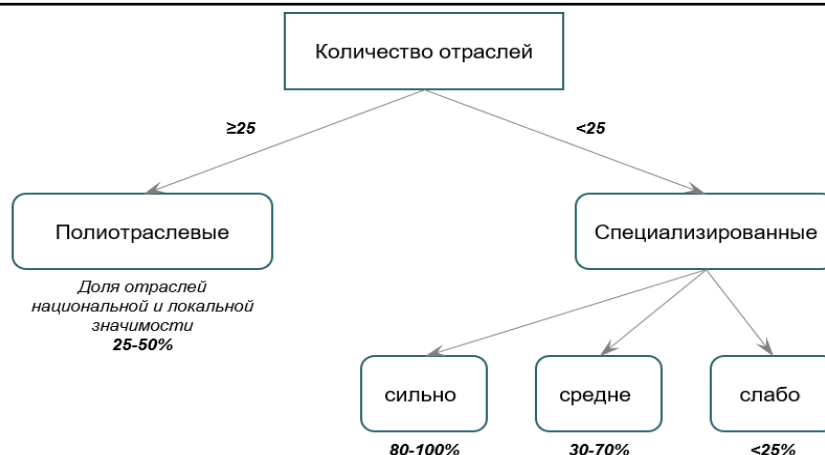 Количество отраслей
≥25
<25
Полиотраслевые
Специализированные
Доля отраслей
национальной и локальной
значимости
25-50%
сильно
средне
слабо
80-100%
30-70%
<25%